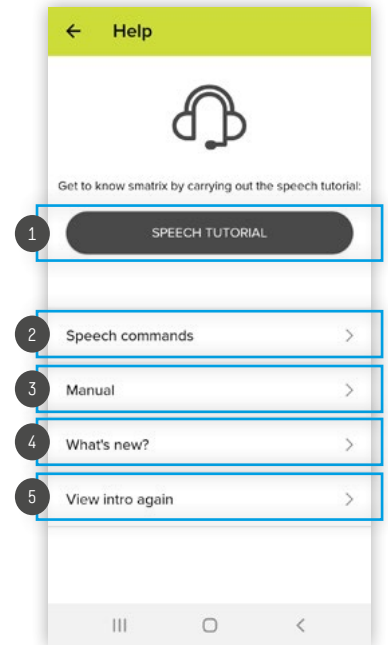 Help
Get to know smatrix by carrying out the speech tutorial:
1
SPEECH TUTORIAL
2
Speech commands
3
Manual
4
What's new?
5
View intro again